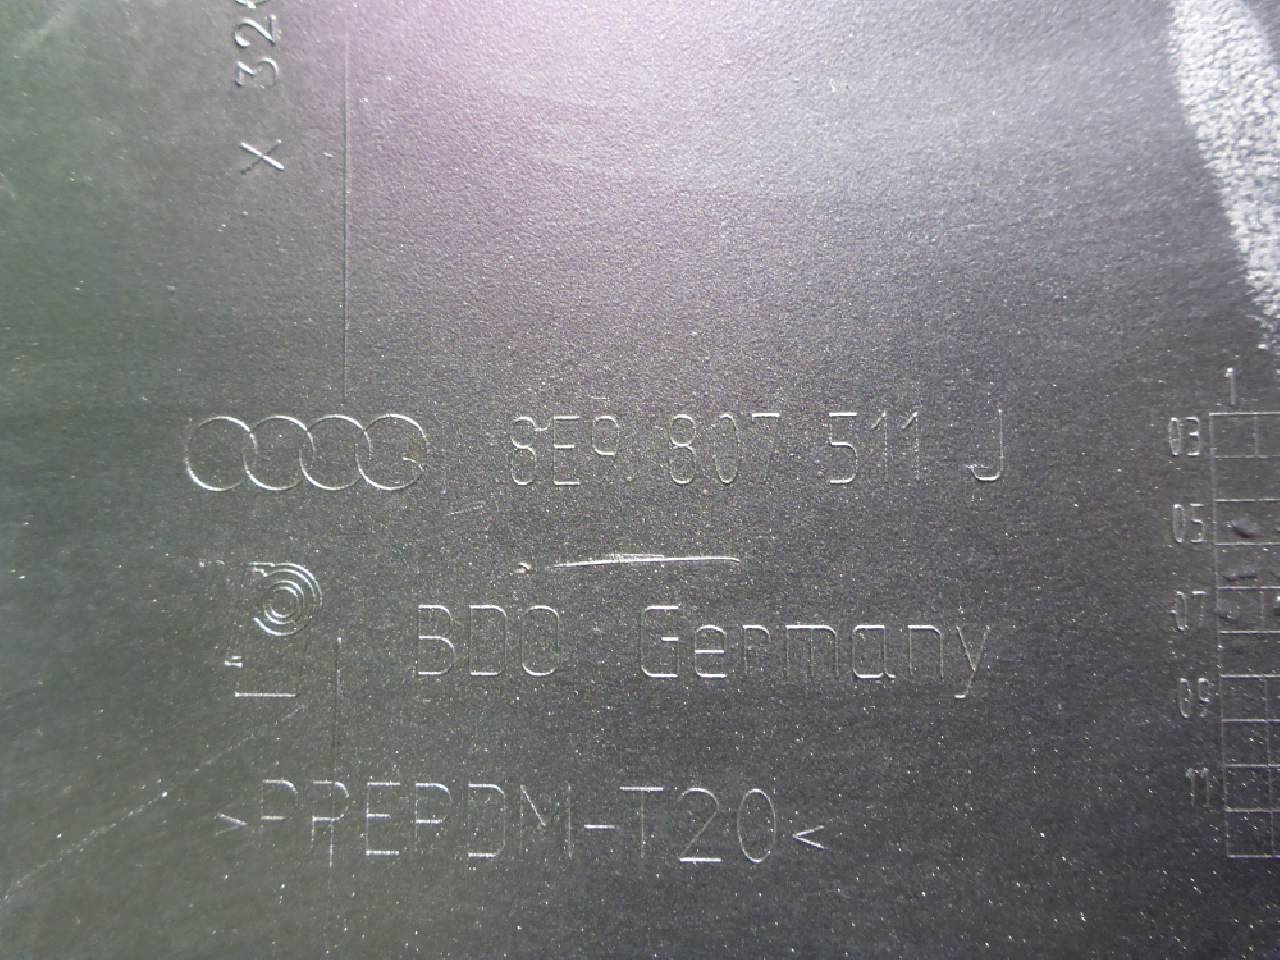 X 32
8E9 807 511 J
BDO Germany
>PPEPDM-T20<
1
03
05
07
09
11